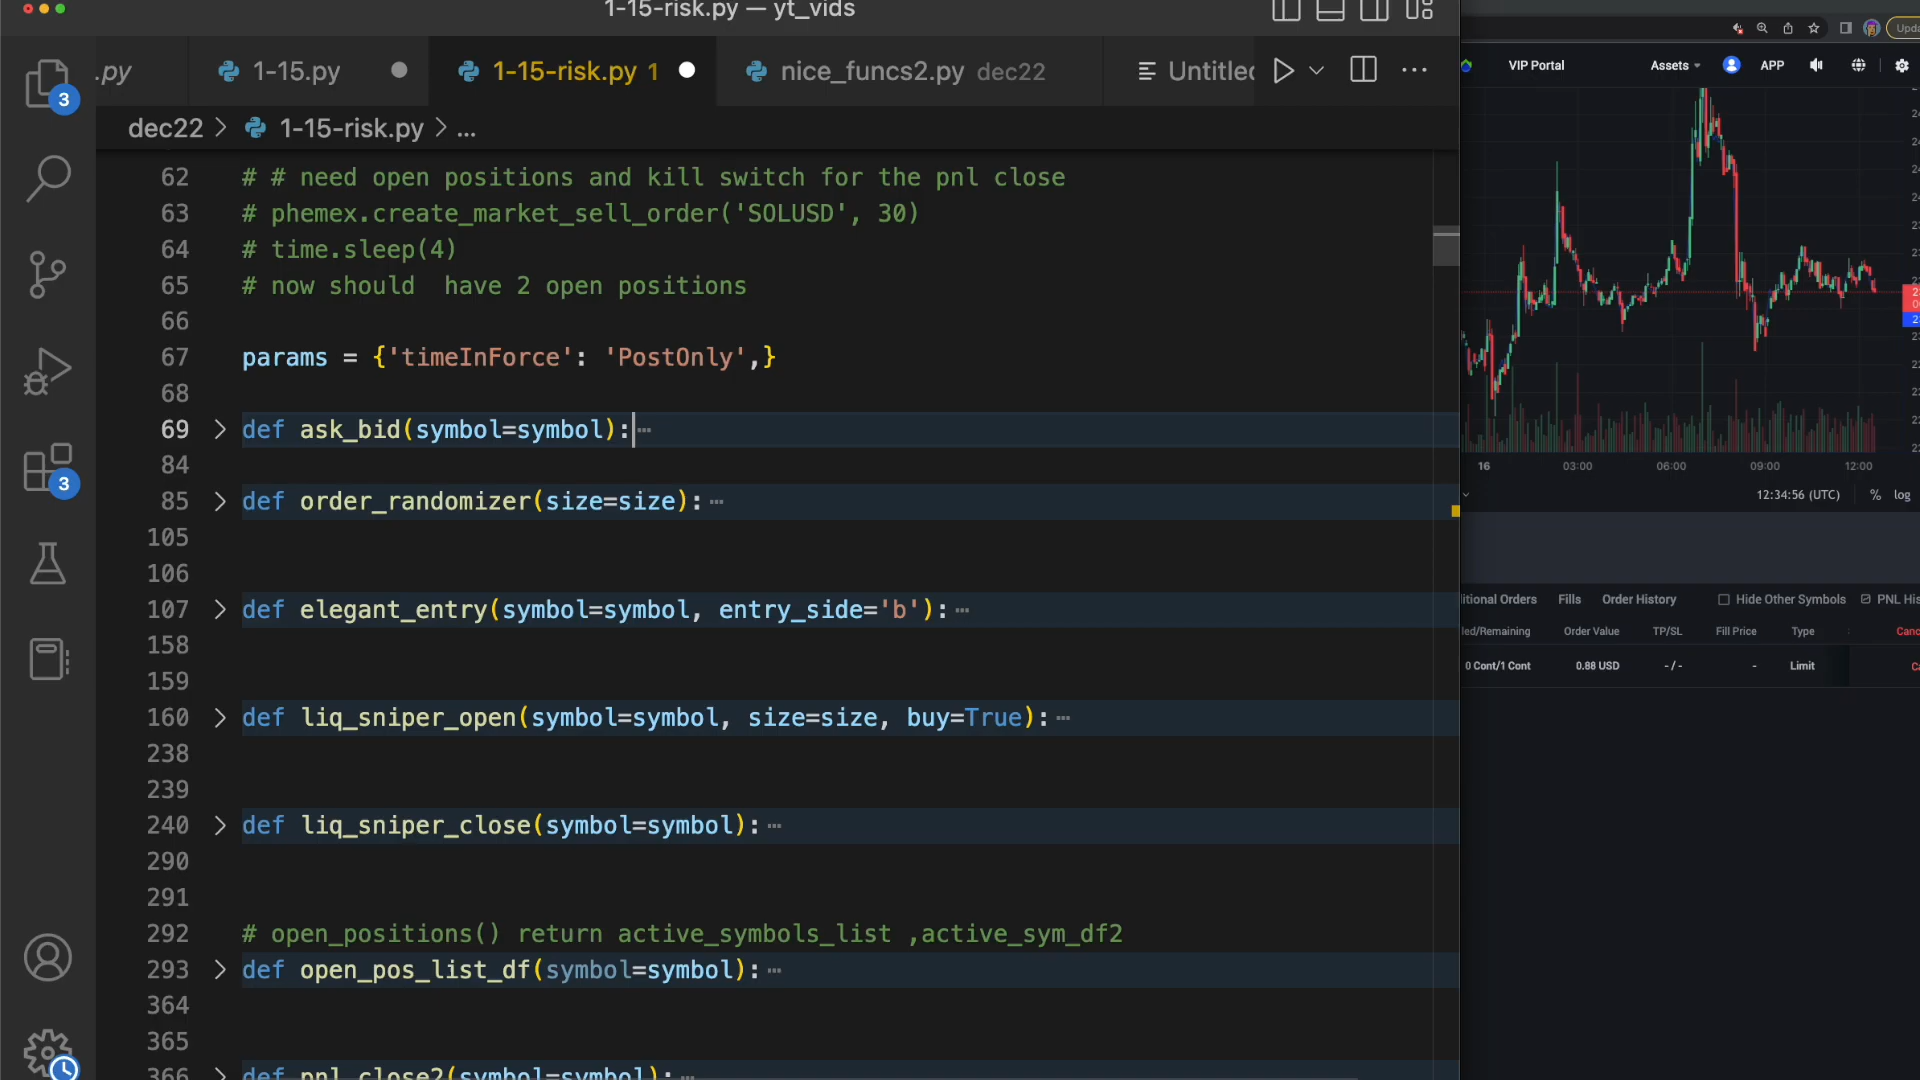 1-15-risk.py — yt_vids
.py
1-15.py
1-15-risk.py 1
nice_funcs2.py dec22
dec22 > 1-15-risk.py > ...
3
3
62 # # need open positions and kill switch for the pnl close
63 # phemex.create_market_sell_order('SOLUSD', 30)
64 # time.sleep(4)
65 # now should  have 2 open positions
66
67 params = {'timeInForce': 'PostOnly',}
68
69 def ask_bid(symbol=symbol):
84
85 def order_randomizer(size=size):
105
106
107 def elegant_entry(symbol=symbol, entry_side='b'):
158
159
160 def liq_sniper_open(symbol=symbol, size=size, buy=True):
238
239
240 def liq_sniper_close(symbol=symbol):
290
291
292 # open_positions() return active_symbols_list ,active_sym_df2
293 def open_pos_list_df(symbol=symbol):
364
365
366 def pnl_close2(symbol=symbol):
VIP Portal
Assets
APP
16 03:00 06:00 09:00 12:00
12:34:56 (UTC) % log
Orders Fills Order History Hide Other Symbols PNL
Order Value TP/SL Fill Price Type
0 Cont/1 Cont 0.88 USD -/- - Limit